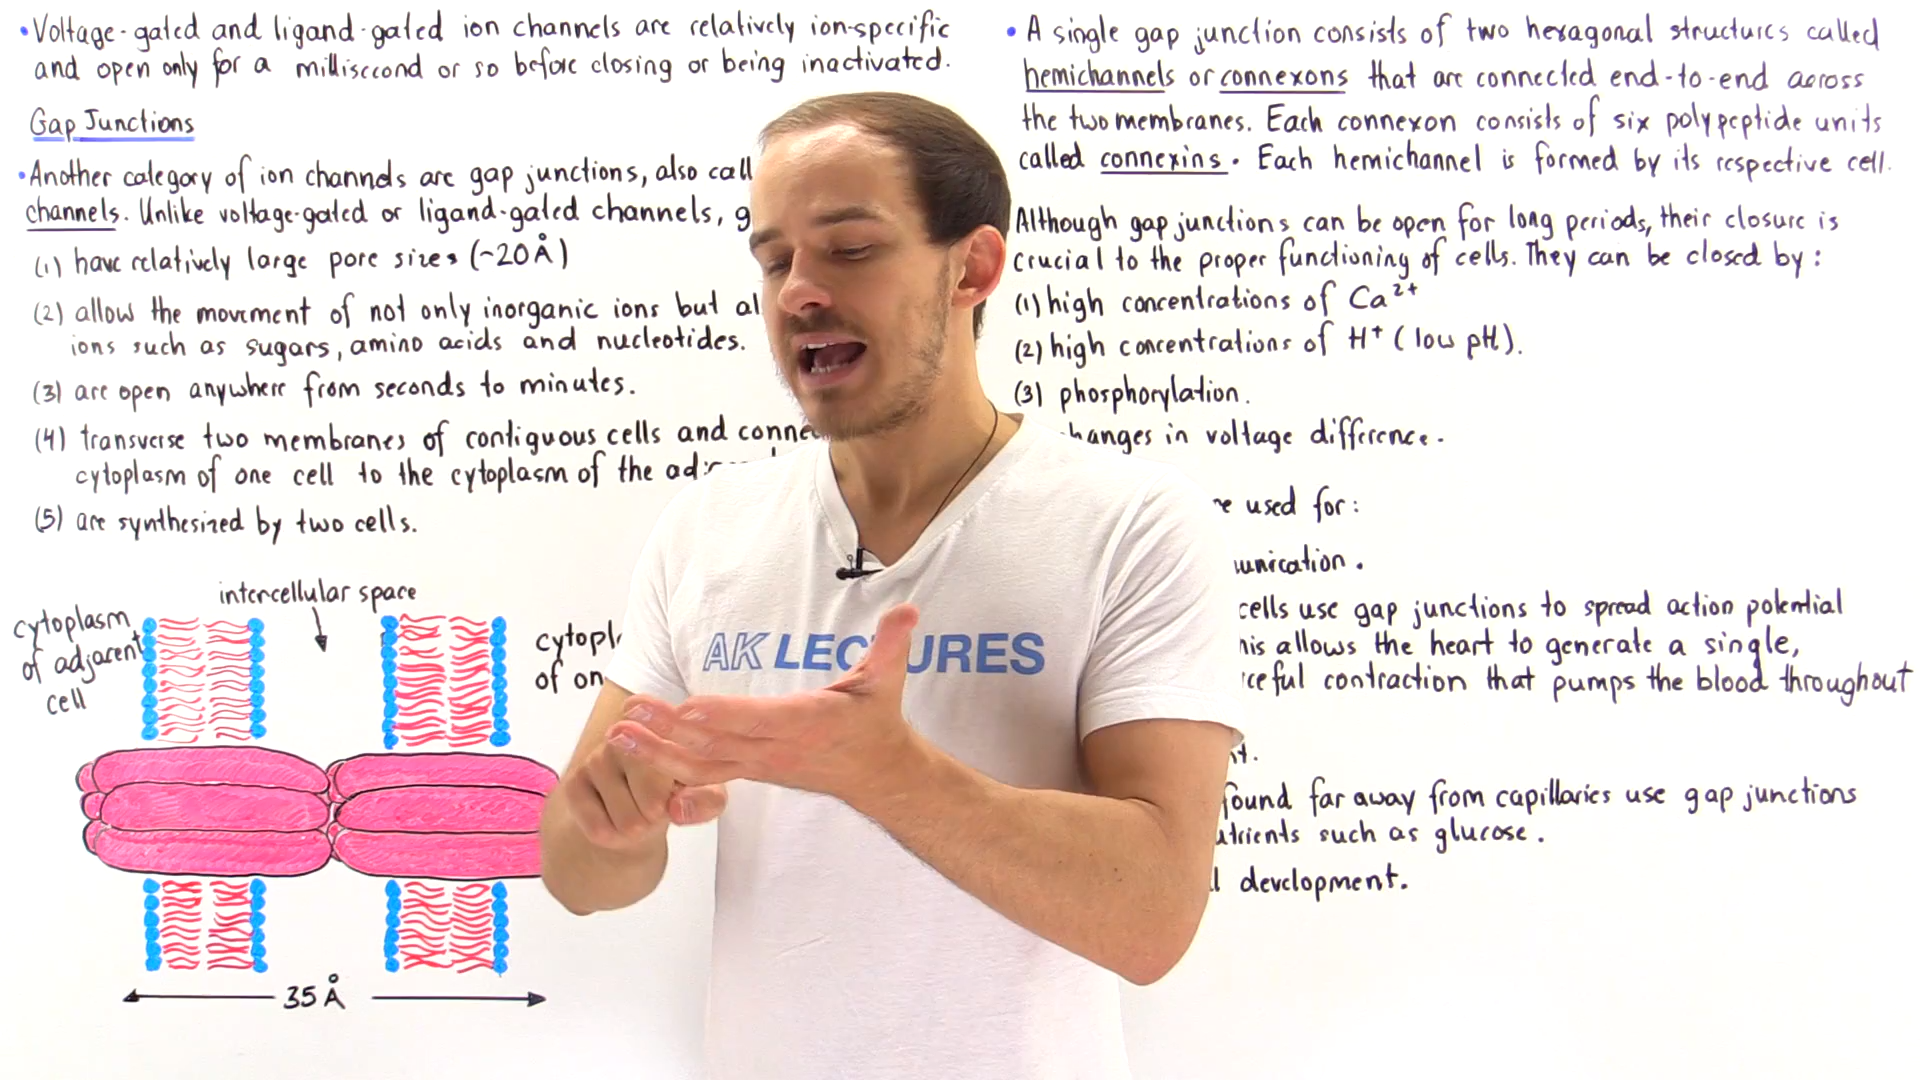 •Voltage-gated and ligand-gated ion channels are relatively ion-specific
and open only for a millisecond or so before closing or being inactivated.
Gap Junctions
•Another category of ion channels are gap junctions, also call
channels. Unlike voltage-gated or ligand-gated channels, g
(1) have relatively large pore sizes (~20Å)
(2) allow the movement of not only inorganic ions but al
ions such as sugars, amino acids and nucleotides.
(3) are open anywhere from seconds to minutes.
(4) transverse two membranes of contiguous cells and conne
cytoplasm of one cell to the cytoplasm of the ad
(5) are synthesized by two cells.
intercellular space
cytoplasm
of adjacent
cell
cytopl
of on
35 Å
• A single gap junction consists of two hexagonal structures called
hemichannels or connexons that are connected end-to-end across
the two membranes. Each connexon consists of six polypeptide units
called connexins. Each hemichannel is formed by its respective cell.
Although gap junctions can be open for long periods, their closure is
crucial to the proper functioning of cells. They can be closed by:
(1) high concentrations of Ca²⁺
(2) high concentrations of H⁺ (low pH).
(3) phosphorylation.
hanges in voltage difference.
e used for:
unication.
cells use gap junctions to spread action potential
his allows the heart to generate a single,
ceful contraction that pumps the blood throughout
nt.
found far away from capillaries use gap junctions
utrients such as glucose.
l development.
AK LECTURES